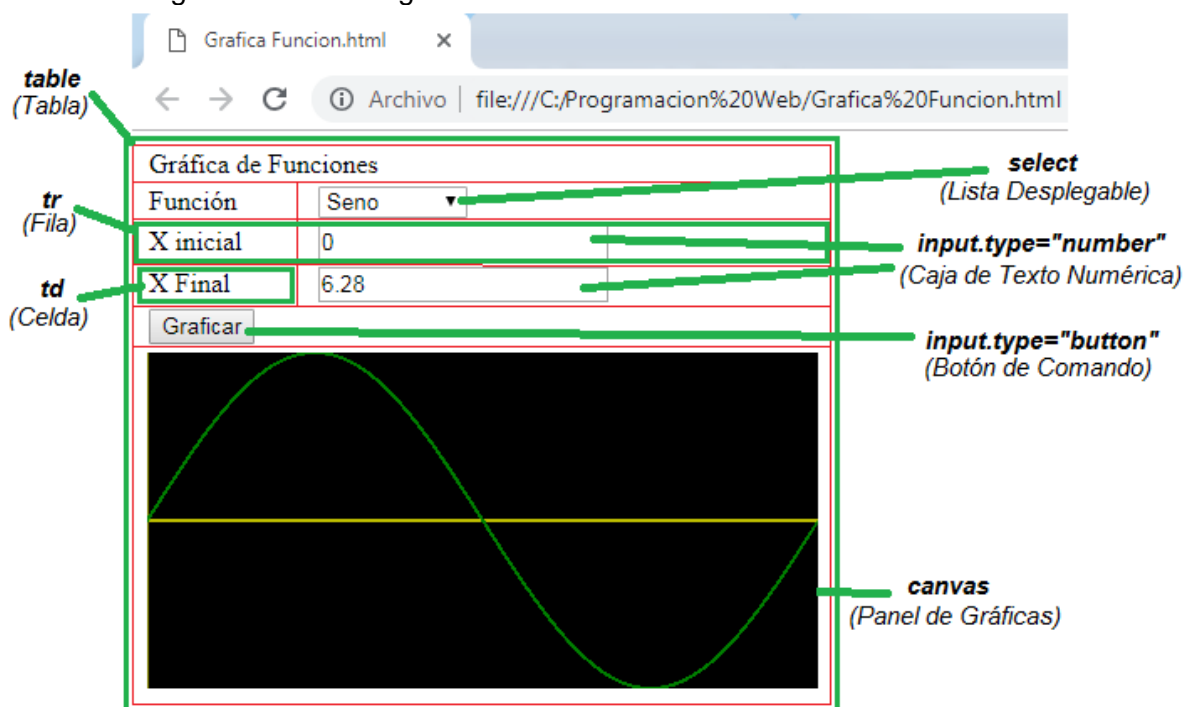 Grafica Funcion.html
Archivo | file:///C:/Programacion%20Web/Grafica%20Funcion.html
table
(Tabla)
Gráfica de Funciones
select
(Lista Desplegable)
tr
(Fila)
Función
Seno
X inicial
0
input.type="number"
(Caja de Texto Numérica)
td
(Celda)
X Final
6.28
Graficar
input.type="button"
(Botón de Comando)
canvas
(Panel de Gráficas)